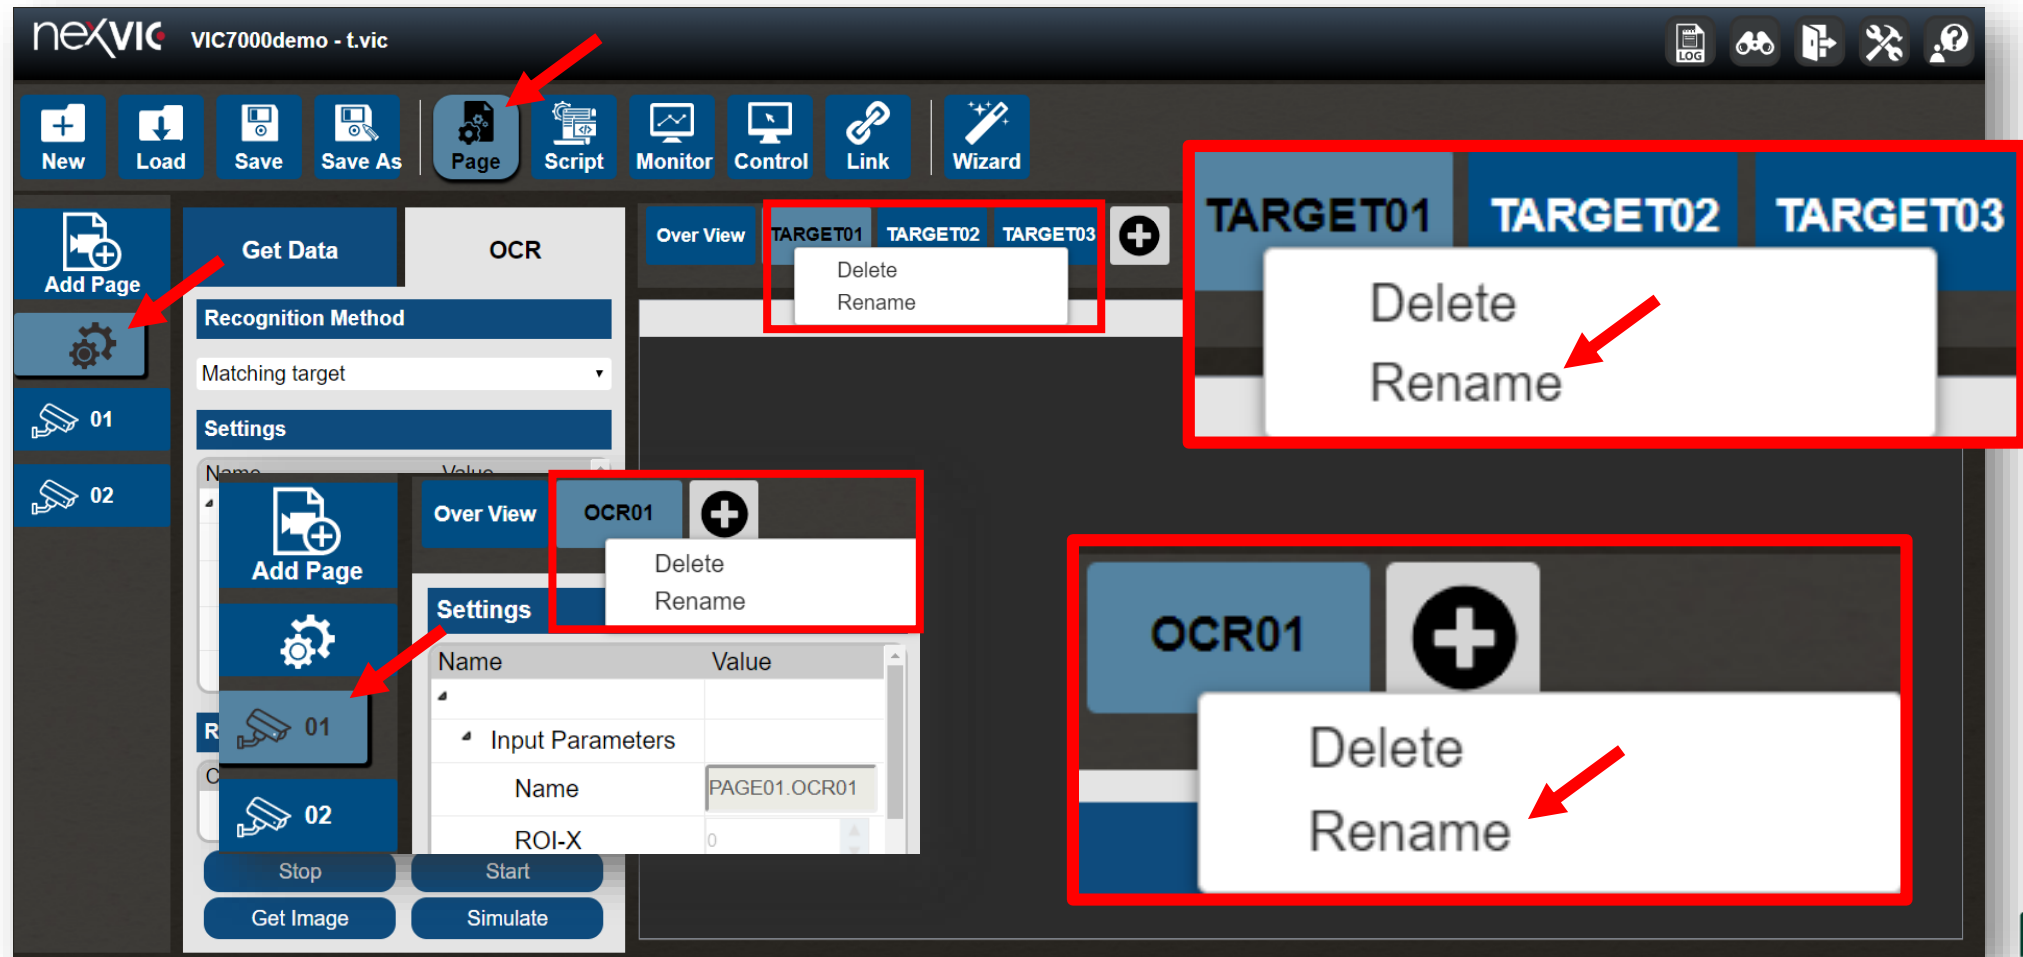 nexvic VIC7000demo - t.vic
LOG
New Load Save Save As Page Script Monitor Control Link Wizard
Add Page
01
02
Get Data OCR
Recognition Method
Matching target
Settings
Name Value
R
C
Stop Start
Get Image Simulate
Over View TARGET01 TARGET02 TARGET03
Delete
Rename
TARGET01 TARGET02 TARGET03
Delete
Rename
Add Page
01
02
Over View OCR01
Delete
Rename
Settings
Name Value
Input Parameters
Name PAGE01.OCR01
ROI-X 0
OCR01
Delete
Rename